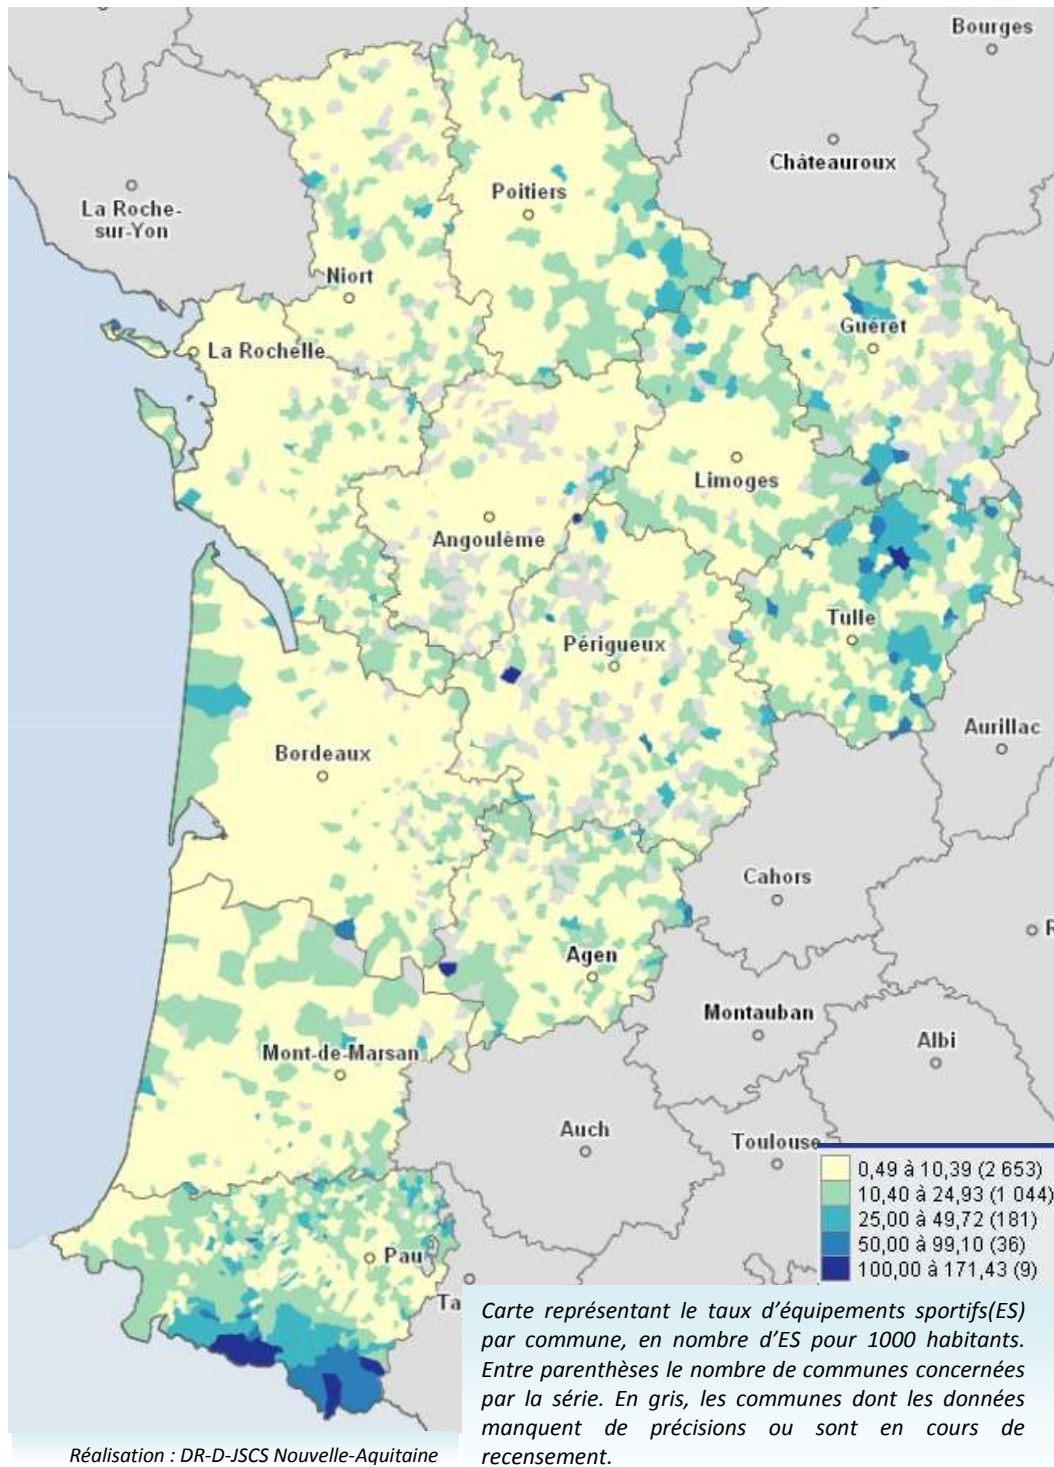 Bourges
Châteauroux
Poitiers
La Roche-
sur-Yon
Niort
Guéret
La Rochelle
Limoges
Angoulême
Tulle
Périgueux
Aurillac
Bordeaux
Cahors
R
Agen
Montauban
Albi
Mont-de-Marsan
Auch
Toulouse
0,49 à 10,39 (2 653)
10,40 à 24,93 (1 044)
25,00 à 49,72 (181)
50,00 à 99,10 (36)
100,00 à 171,43 (9)
Pau
Ta
Carte représentant le taux d'équipements sportifs(ES)
par commune, en nombre d'ES pour 1000 habitants.
Entre parenthèses le nombre de communes concernées
par la série. En gris, les communes dont les données
manquent de précisions ou sont en cours de
recensement.
Réalisation : DR-D-JSCS Nouvelle-Aquitaine